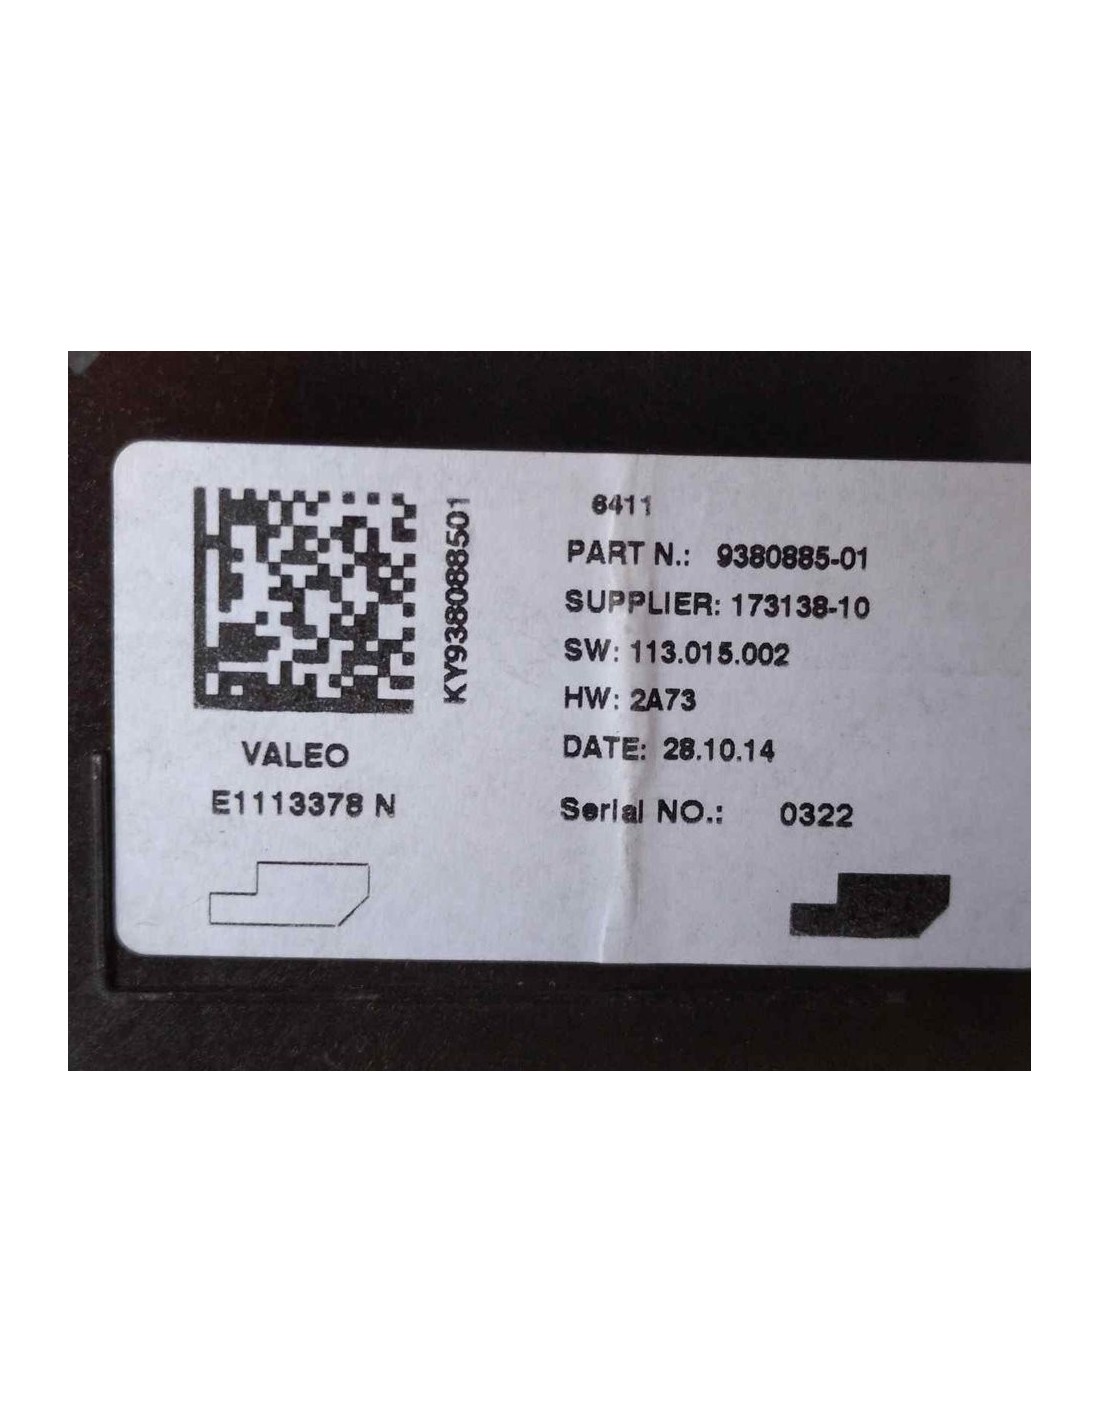 KY938088501
VALEO
E1113378 N
6411
PART N.: 9380885-01
SUPPLIER: 173138-10
SW: 113.015.002
HW: 2A73
DATE: 28.10.14
Serial NO.: 0322